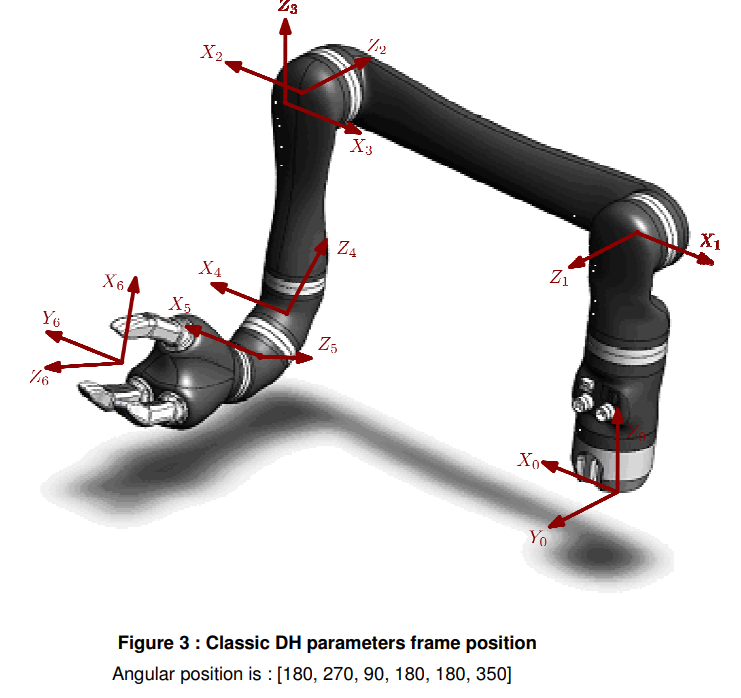 Z₃
X₂
Z₂
X₃
Z₄
X₁
X₄
Z₁
X₆
X₅
Y₆
Z₅
Z₆
Z₀
X₀
Y₀
Figure 3 : Classic DH parameters frame position
Angular position is : [180, 270, 90, 180, 180, 350]